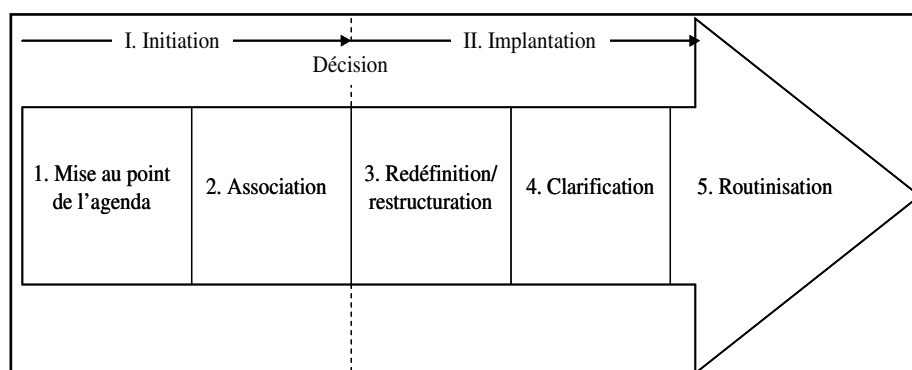 I. Initiation
II. Implantation
Décision
1. Mise au point
de l’agenda
2. Association
3. Redéfinition/
restructuration
4. Clarification
5. Routinisation